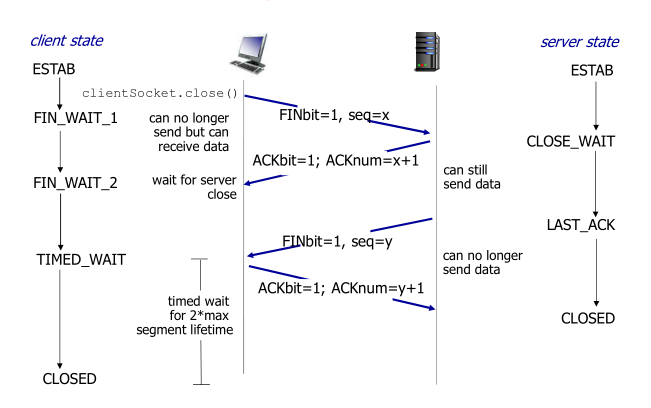 client state
server state
ESTAB
ESTAB
clientSocket.close()
FIN_WAIT_1
can no longer
send but can
receive data
FINbit=1, seq=x
CLOSE_WAIT
ACKbit=1; ACKnum=x+1
FIN_WAIT_2
wait for server
close
can still
send data
LAST_ACK
FINbit=1, seq=y
TIMED_WAIT
can no longer
send data
ACKbit=1; ACKnum=y+1
timed wait
for 2*max
segment lifetime
CLOSED
CLOSED